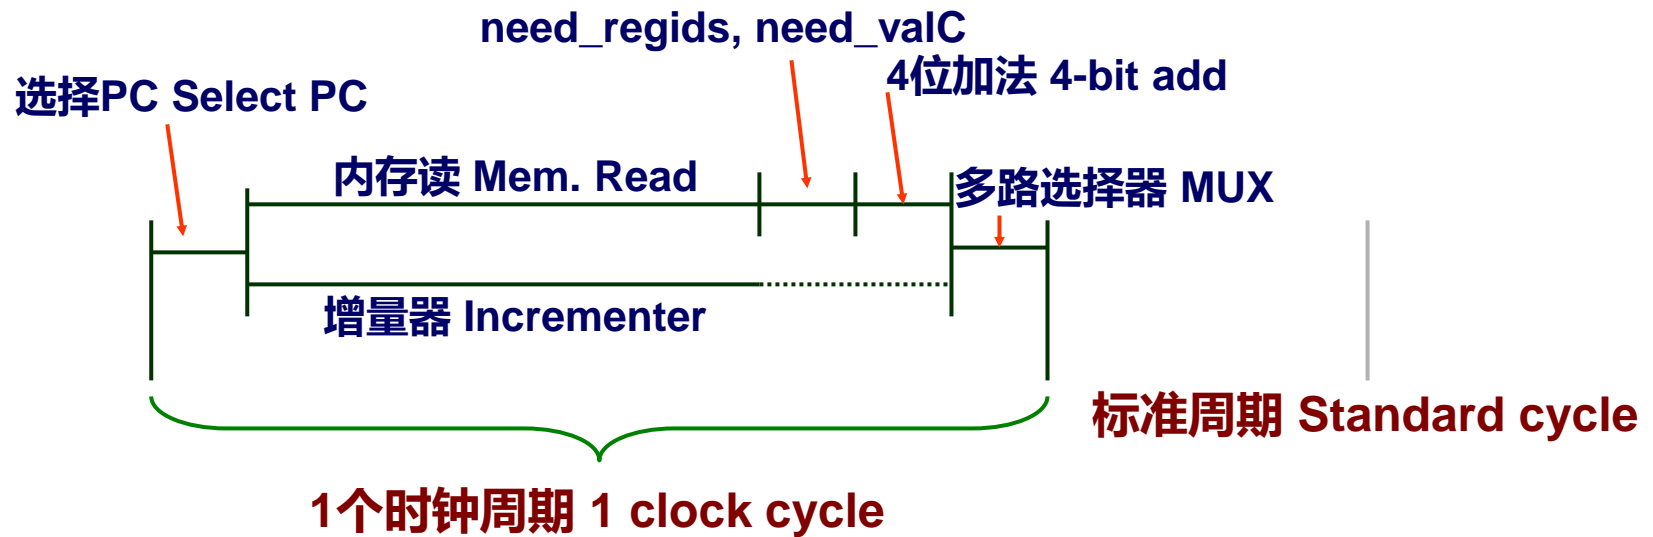 need_regids, need_valC
4位加法 4-bit add
选择PC Select PC
内存读 Mem. Read
多路选择器 MUX
增量器 Incrementer
标准周期 Standard cycle
1个时钟周期 1 clock cycle